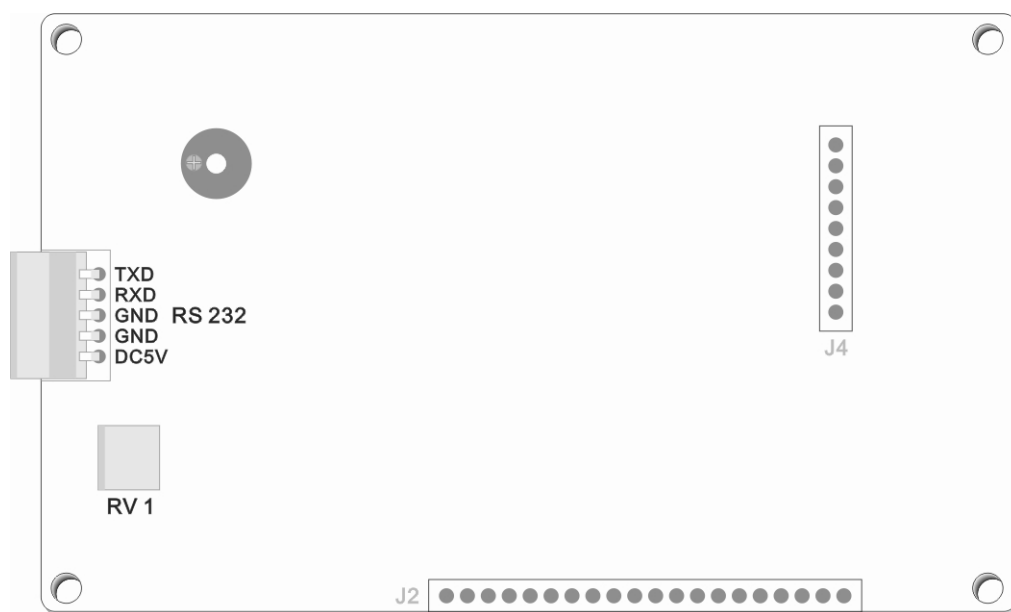 TXD
RXD
GND RS 232
GND
DC5V
J4
RV 1
J2